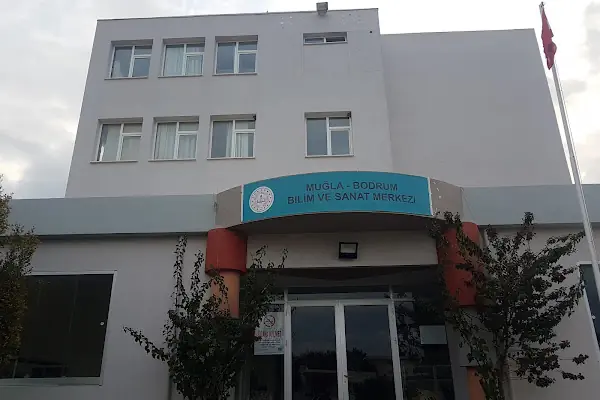 MUĞLA - BODRUM
BİLİM VE SANAT MERKEZİ